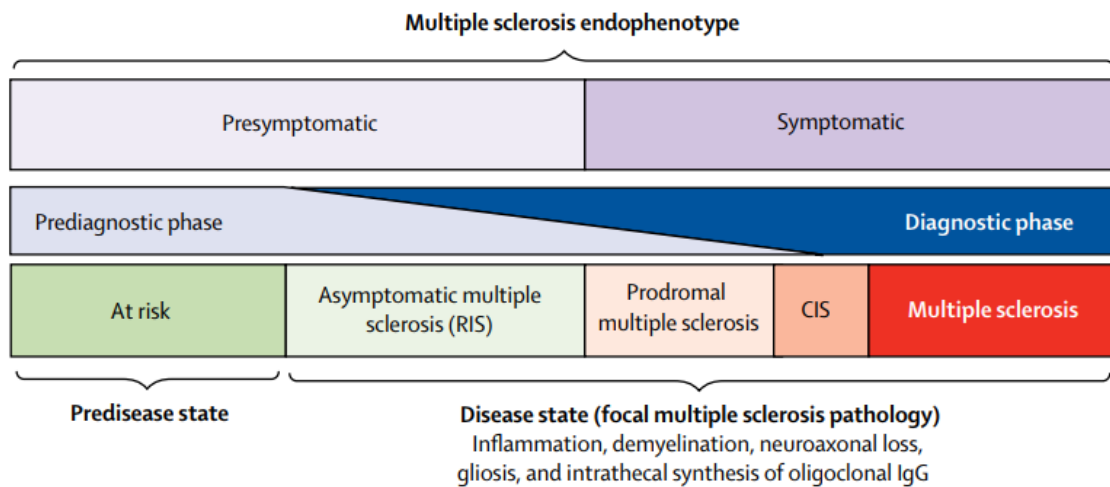 Multiple sclerosis endophenotype
Presymptomatic
Symptomatic
Prediagnostic phase
Diagnostic phase
At risk
Asymptomatic multiple
sclerosis (RIS)
Prodromal
multiple sclerosis
CIS
Multiple sclerosis
Predisease state
Disease state (focal multiple sclerosis pathology)
Inflammation, demyelination, neuroaxonal loss,
gliosis, and intrathecal synthesis of oligoclonal IgG